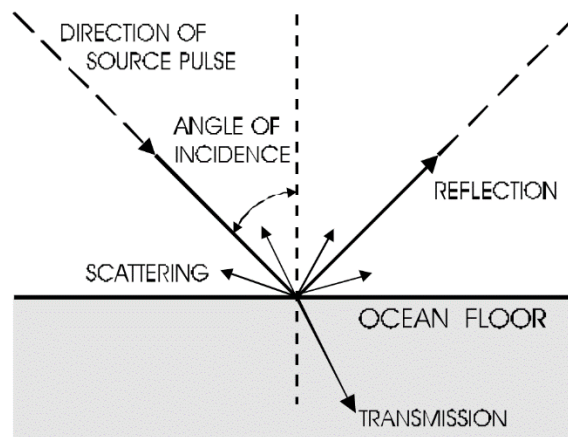 DIRECTION OF
SOURCE PULSE
ANGLE OF
INCIDENCE
REFLECTION
SCATTERING
OCEAN FLOOR
TRANSMISSION